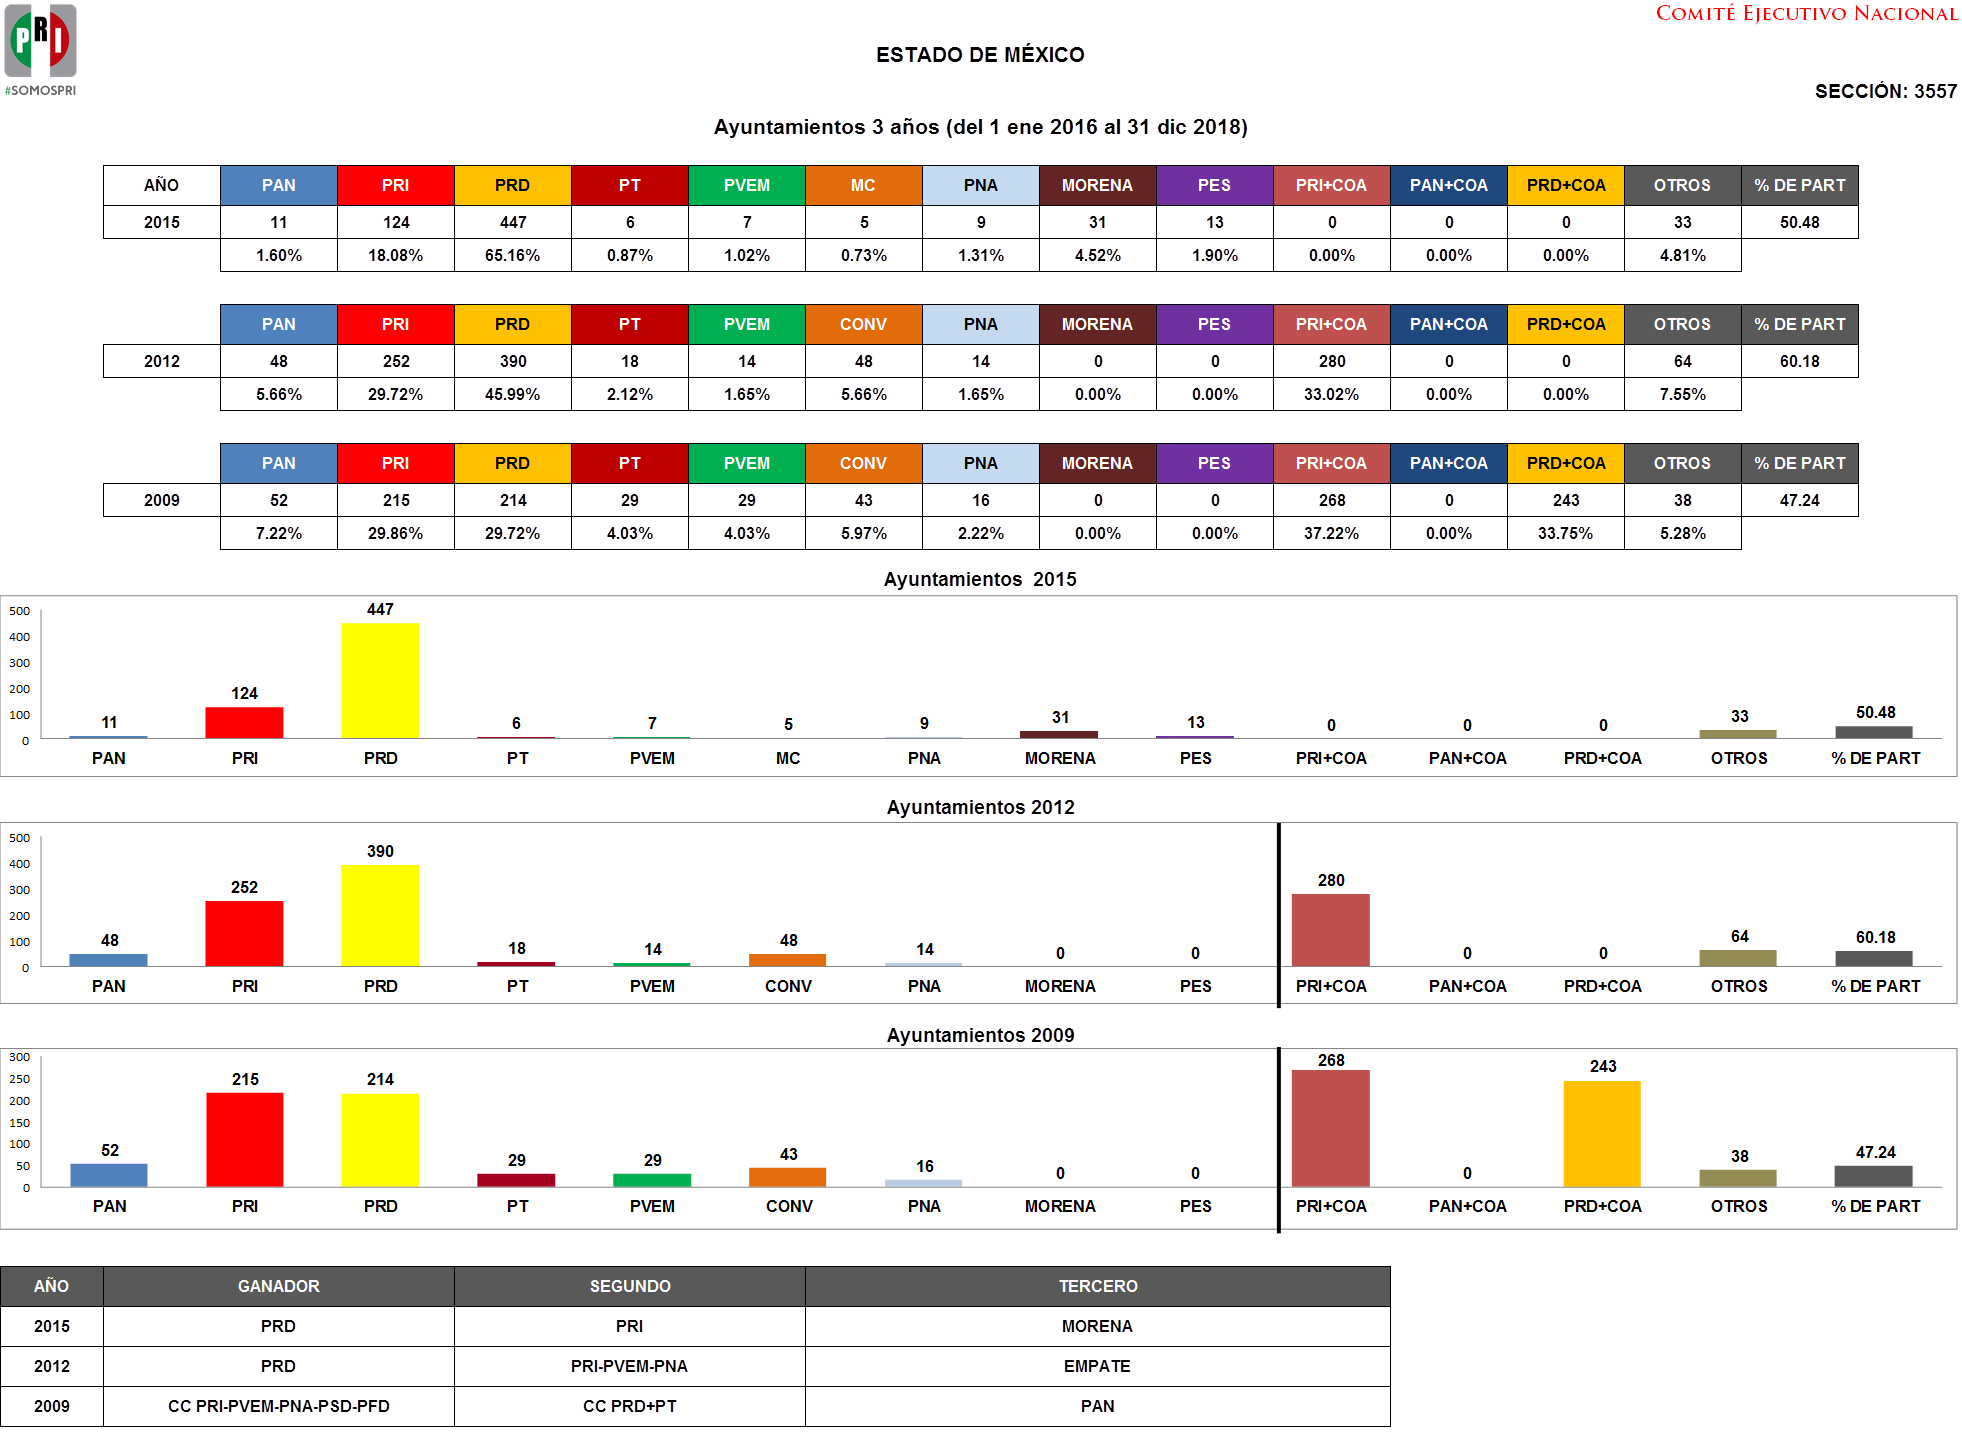 COMITÉ EJECUTIVO NACIONAL
PRI
#SOMOSPRI
ESTADO DE MÉXICO
SECCIÓN: 3557
Ayuntamientos 3 años (del 1 ene 2016 al 31 dic 2018)
AÑO PAN PRI PRD PT PVEM MC PNA MORENA PES PRI+COA PAN+COA PRD+COA OTROS % DE PART
2015 11 124 447 6 7 5 9 31 13 0 0 0 33 50.48
1.60% 18.08% 65.16% 0.87% 1.02% 0.73% 1.31% 4.52% 1.90% 0.00% 0.00% 0.00% 4.81%
PAN PRI PRD PT PVEM CONV PNA MORENA PES PRI+COA PAN+COA PRD+COA OTROS % DE PART
2012 48 252 390 18 14 48 14 0 0 280 0 0 64 60.18
5.66% 29.72% 45.99% 2.12% 1.65% 5.66% 1.65% 0.00% 0.00% 33.02% 0.00% 0.00% 7.55%
PAN PRI PRD PT PVEM CONV PNA MORENA PES PRI+COA PAN+COA PRD+COA OTROS % DE PART
2009 52 215 214 29 29 43 16 0 0 268 0 243 38 47.24
7.22% 29.86% 29.72% 4.03% 4.03% 5.97% 2.22% 0.00% 0.00% 37.22% 0.00% 33.75% 5.28%
Ayuntamientos 2015
500
400
300
200
100
0
11 124 447 6 7 5 9 31 13 0 0 0 33 50.48
PAN PRI PRD PT PVEM MC PNA MORENA PES PRI+COA PAN+COA PRD+COA OTROS % DE PART
Ayuntamientos 2012
500
400
300
200
100
0
48 252 390 18 14 48 14 0 0 280 0 0 64 60.18
PAN PRI PRD PT PVEM CONV PNA MORENA PES PRI+COA PAN+COA PRD+COA OTROS % DE PART
Ayuntamientos 2009
300
250
200
150
100
50
0
52 215 214 29 29 43 16 0 0 268 0 243 38 47.24
PAN PRI PRD PT PVEM CONV PNA MORENA PES PRI+COA PAN+COA PRD+COA OTROS % DE PART
AÑO GANADOR SEGUNDO TERCERO
2015 PRD PRI MORENA
2012 PRD PRI-PVEM-PNA EMPATE
2009 CC PRI-PVEM-PNA-PSD-PFD CC PRD+PT PAN